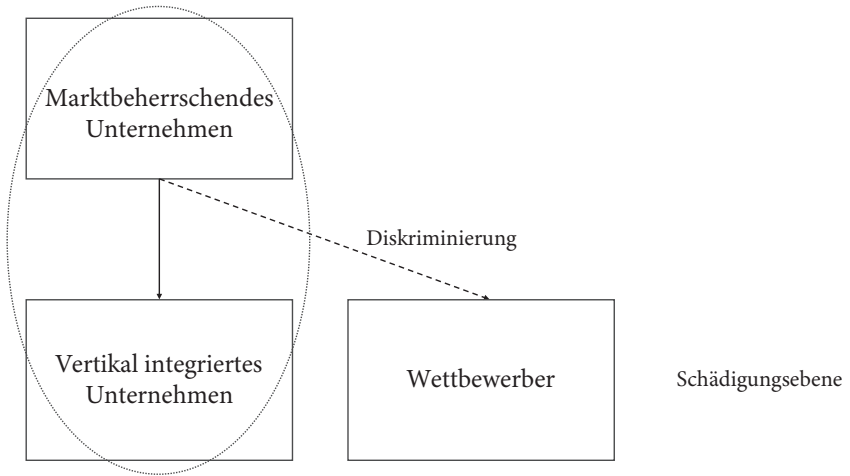 Marktbeherrschendes
Unternehmen
Diskriminierung
Vertikal integriertes
Unternehmen
Wettbewerber
Schädigungsebene